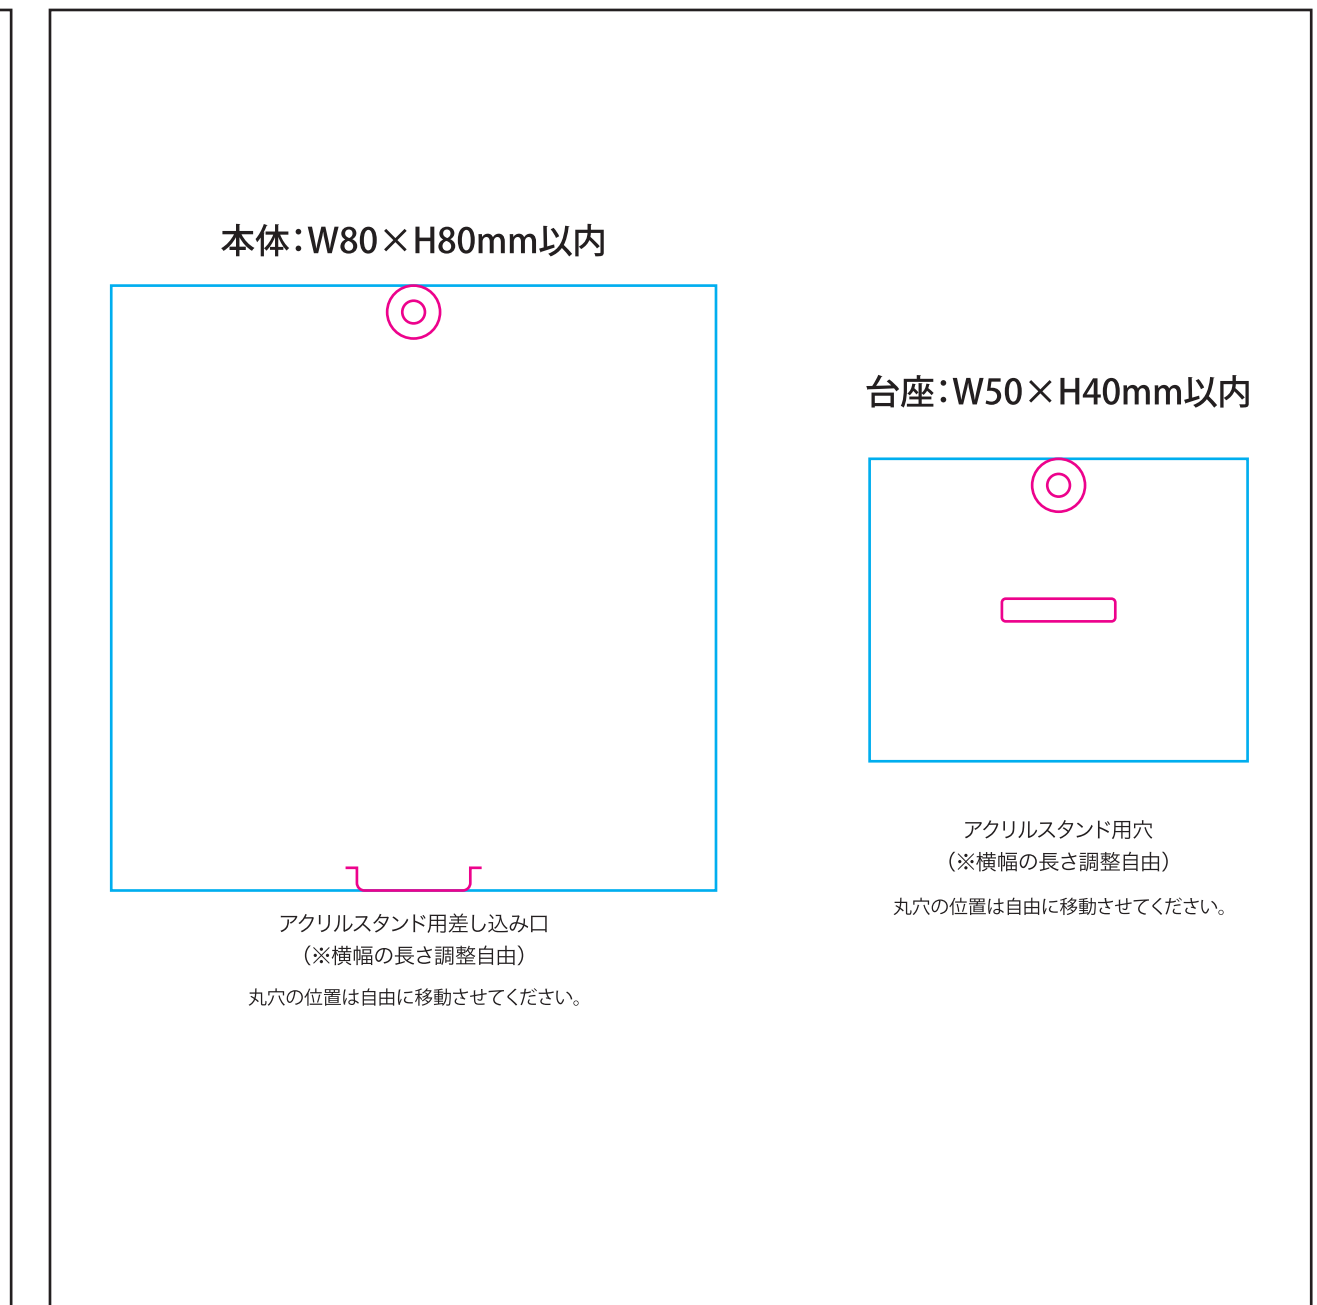 本体：W80×H80mm以内
アクリルスタンド用差し込み口
（※横幅の長さ調整自由）
丸穴の位置は自由に移動させてください。
台座：W50×H40mm以内
アクリルスタンド用穴
（※横幅の長さ調整自由）
丸穴の位置は自由に移動させてください。